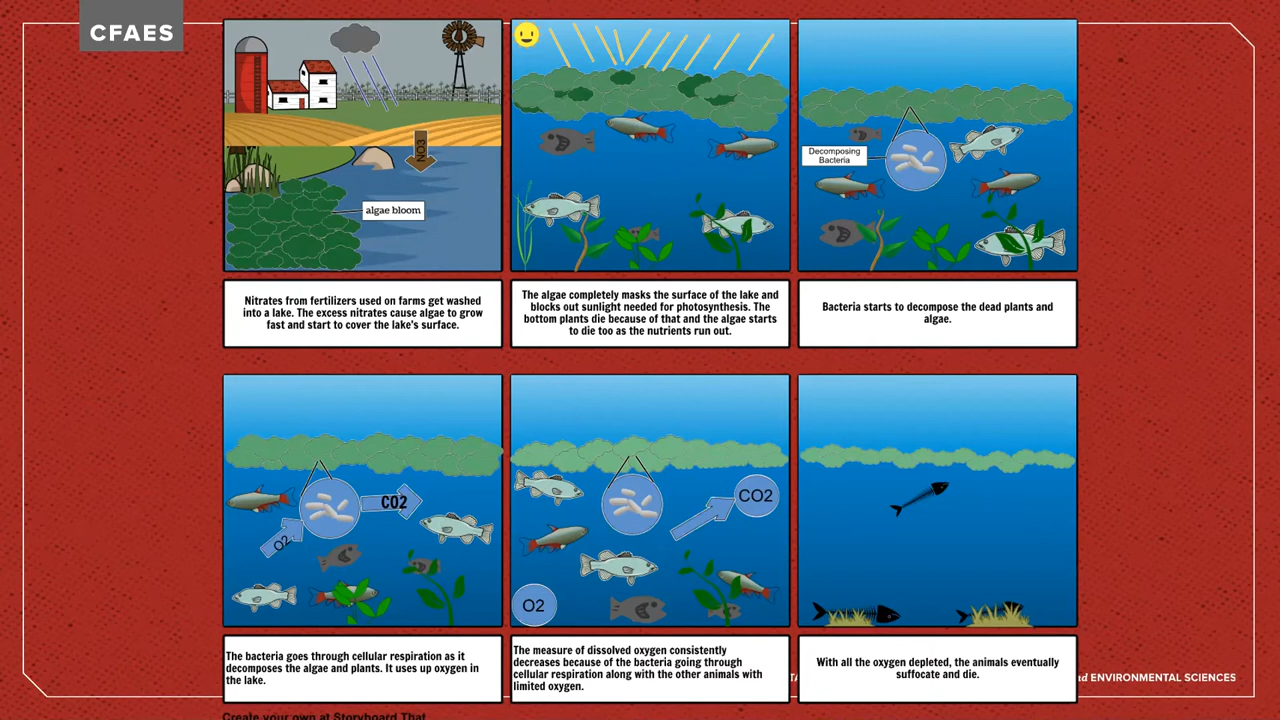 CFAES
NO3
algae bloom
Nitrates from fertilizers used on farms get washed
into a lake. The excess nitrates cause algae to grow
fast and start to cover the lake's surface.
The algae completely masks the surface of the lake and
blocks out sunlight needed for photosynthesis. The
bottom plants die because of that and the algae starts
to die too as the nutrients run out.
Decomposing
Bacteria
Bacteria starts to decompose the dead plants and
algae.
O2
CO2
The bacteria goes through cellular respiration as it
decomposes the algae and plants. It uses up oxygen in
the lake.
CO2
O2
The measure of dissolved oxygen consistently
decreases because of the bacteria going through
cellular respiration along with the other animals with
limited oxygen.
With all the oxygen depleted, the animals eventually
suffocate and die.
ENVIRONMENTAL SCIENCES
Create your own at Storyboard That